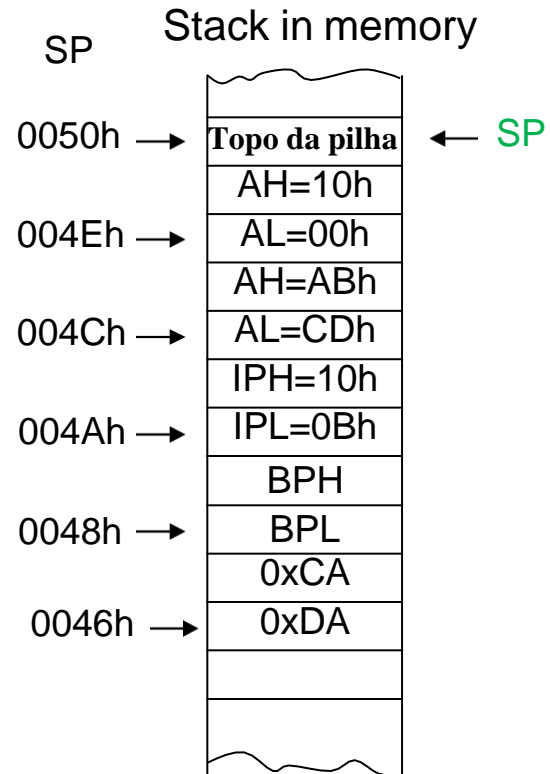 Stack in memory
SP
0050h
Topo da pilha
SP
AH=10h
004Eh
AL=00h
AH=ABh
004Ch
AL=CDh
IPH=10h
004Ah
IPL=0Bh
BPH
0048h
BPL
0xCA
0046h
0xDA